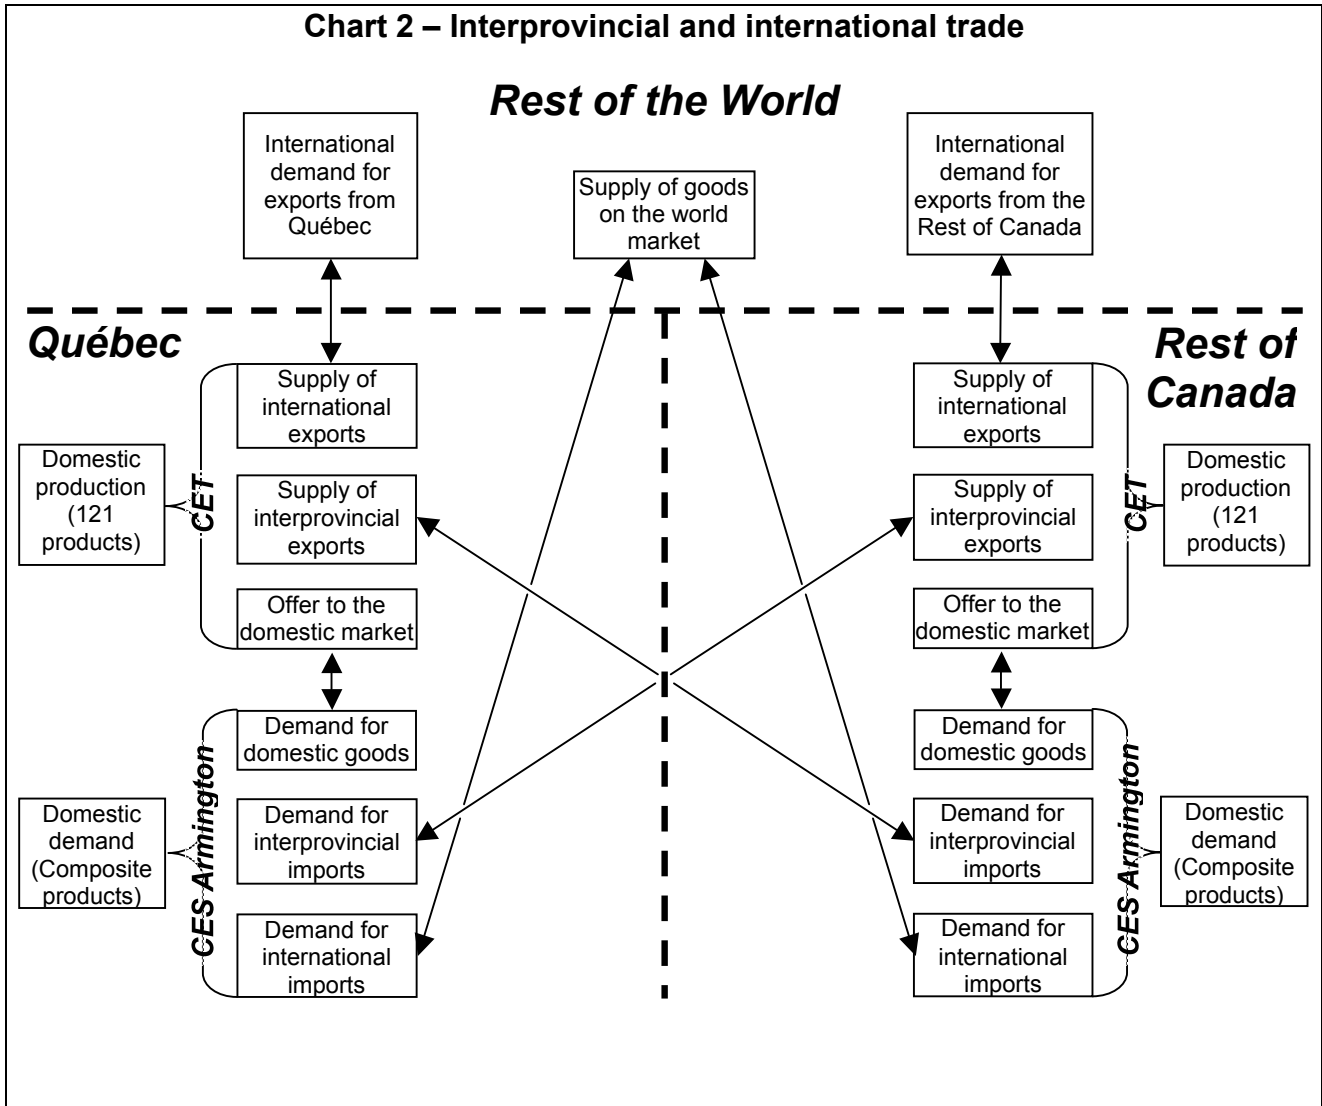 Chart 2 – Interprovincial and international trade
Rest of the World
International
demand for
exports from
Québec
Supply of goods
on the world
market
International
demand for
exports from the
Rest of Canada
Québec
Rest of
Canada
Domestic
production
(121
products)
CET
Supply of
international
exports
Supply of
interprovincial
exports
Offer to the
domestic market
Supply of
international
exports
Supply of
interprovincial
exports
Offer to the
domestic market
CET
Domestic
production
(121
products)
Domestic
demand
(Composite
products)
CES Armington
Demand for
domestic goods
Demand for
interprovincial
imports
Demand for
international
imports
Demand for
domestic goods
Demand for
interprovincial
imports
Demand for
international
imports
CES Armington
Domestic
demand
(Composite
products)